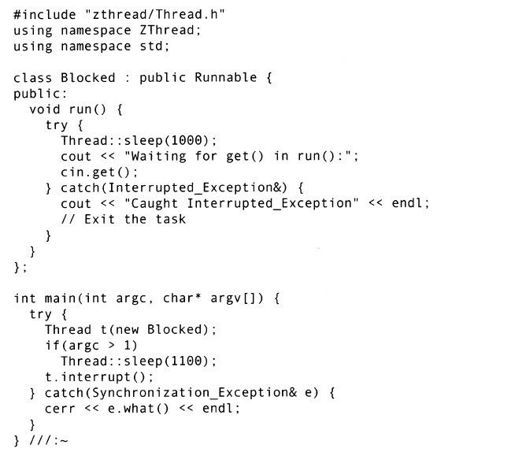 #include "zthread/Thread.h"
using namespace ZThread;
using namespace std;

class Blocked : public Runnable {
public:
  void run() {
    try {
      Thread::sleep(1000);
      cout << "Waiting for get() in run():";
      cin.get();
    } catch(Interrupted_Exception&) {
      cout << "Caught Interrupted_Exception" << endl;
      // Exit the task
    }
  }
};

int main(int argc, char* argv[]) {
  try {
    Thread t(new Blocked);
    if(argc > 1)
      Thread::sleep(1100);
    t.interrupt();
  } catch(Synchronization_Exception& e) {
    cerr << e.what() << endl;
  }
} ///:~